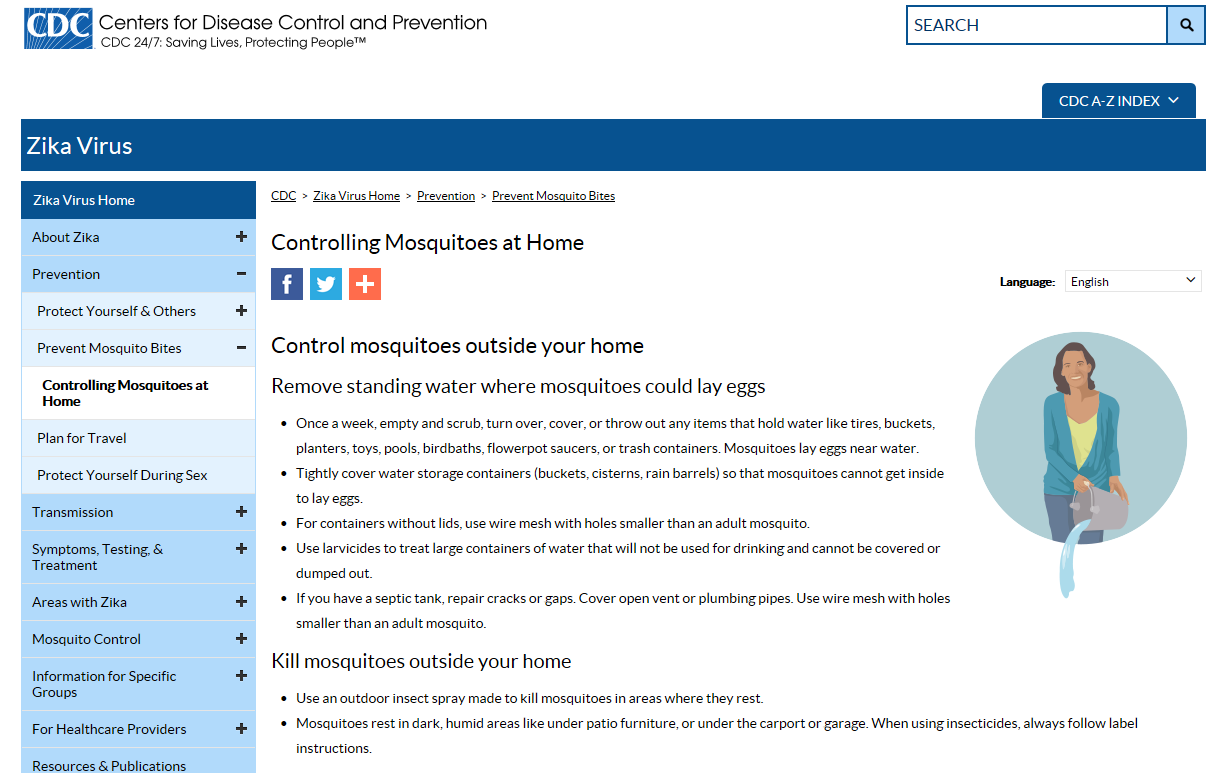 CDC
Centers for Disease Control and Prevention
CDC 24/7: Saving Lives, Protecting People™
SEARCH
CDC A-Z INDEX
Zika Virus
Zika Virus Home
About Zika
Prevention
Protect Yourself & Others
Prevent Mosquito Bites
Controlling Mosquitoes at
Home
Plan for Travel
Protect Yourself During Sex
Transmission
Symptoms, Testing, &
Treatment
Areas with Zika
Mosquito Control
Information for Specific
Groups
For Healthcare Providers
Resources & Publications
CDC > Zika Virus Home > Prevention > Prevent Mosquito Bites
Controlling Mosquitoes at Home
Language: English
Control mosquitoes outside your home
Remove standing water where mosquitoes could lay eggs
• Once a week, empty and scrub, turn over, cover, or throw out any items that hold water like tires, buckets,
planters, toys, pools, birdbaths, flowerpot saucers, or trash containers. Mosquitoes lay eggs near water.
• Tightly cover water storage containers (buckets, cisterns, rain barrels) so that mosquitoes cannot get inside
to lay eggs.
• For containers without lids, use wire mesh with holes smaller than an adult mosquito.
• Use larvicides to treat large containers of water that will not be used for drinking and cannot be covered or
dumped out.
• If you have a septic tank, repair cracks or gaps. Cover open vent or plumbing pipes. Use wire mesh with holes
smaller than an adult mosquito.
Kill mosquitoes outside your home
• Use an outdoor insect spray made to kill mosquitoes in areas where they rest.
• Mosquitoes rest in dark, humid areas like under patio furniture, or under the carport or garage. When using insecticides, always follow label
instructions.